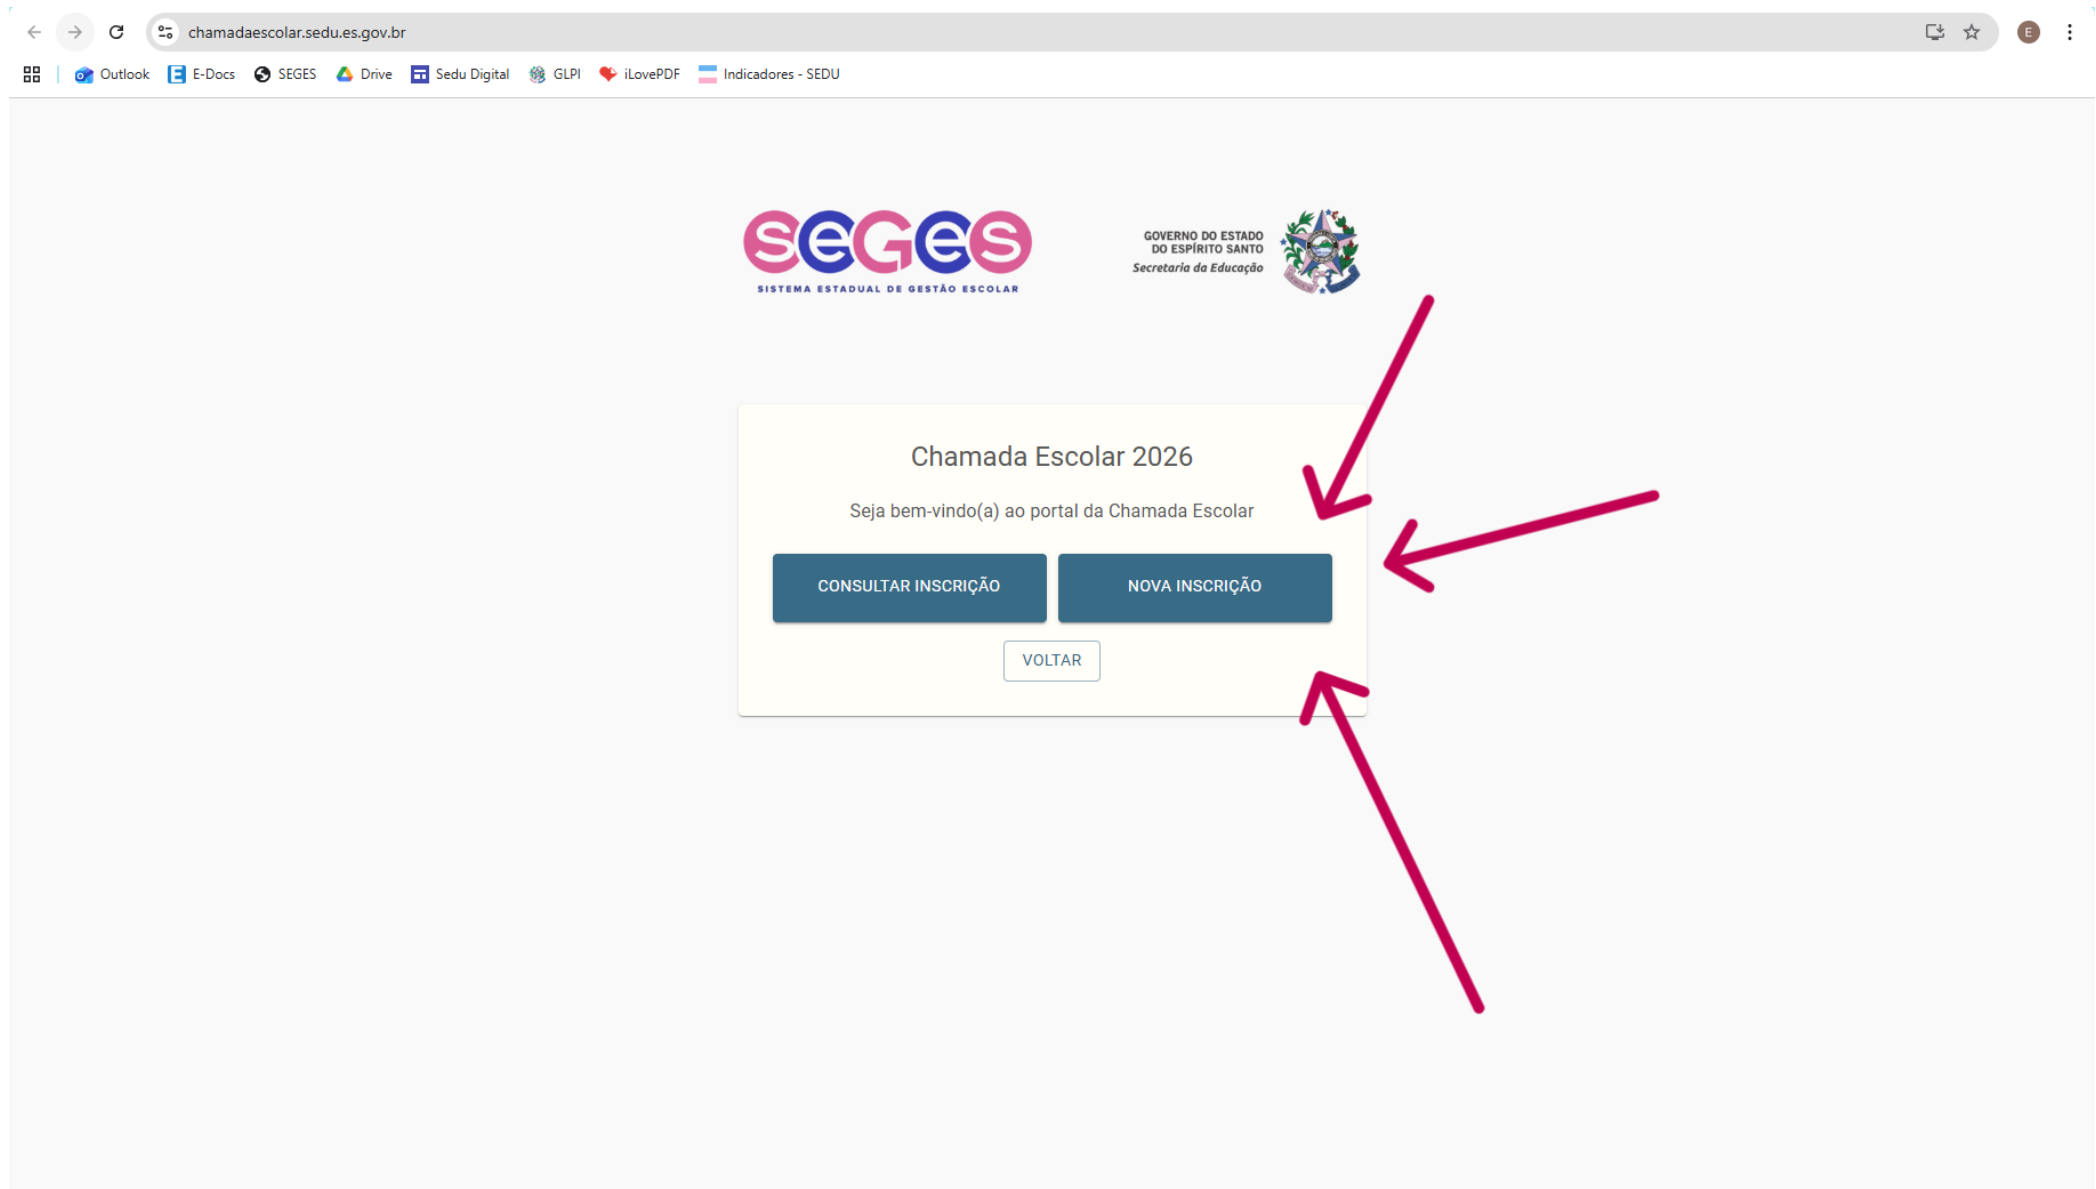 chamadaescolar.sedu.es.gov.br
E
Outlook E E-Docs SEGES Drive Sedu Digital GLPI iLovePDF Indicadores - SEDU
seges
SISTEMA ESTADUAL DE GESTÃO ESCOLAR
GOVERNO DO ESTADO
DO ESPÍRITO SANTO
Secretaria da Educação
Chamada Escolar 2026
Seja bem-vindo(a) ao portal da Chamada Escolar
CONSULTAR INSCRIÇÃO NOVA INSCRIÇÃO
VOLTAR